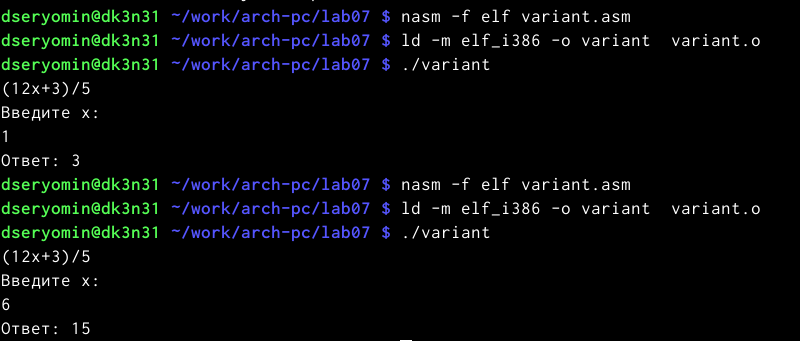 dseryomin@dk3n31 ~/work/arch-pc/lab07 $ nasm -f elf variant.asm
dseryomin@dk3n31 ~/work/arch-pc/lab07 $ ld -m elf_i386 -o variant  variant.o
dseryomin@dk3n31 ~/work/arch-pc/lab07 $ ./variant
(12x+3)/5
Введите x:
1
Ответ: 3
dseryomin@dk3n31 ~/work/arch-pc/lab07 $ nasm -f elf variant.asm
dseryomin@dk3n31 ~/work/arch-pc/lab07 $ ld -m elf_i386 -o variant  variant.o
dseryomin@dk3n31 ~/work/arch-pc/lab07 $ ./variant
(12x+3)/5
Введите x:
6
Ответ: 15